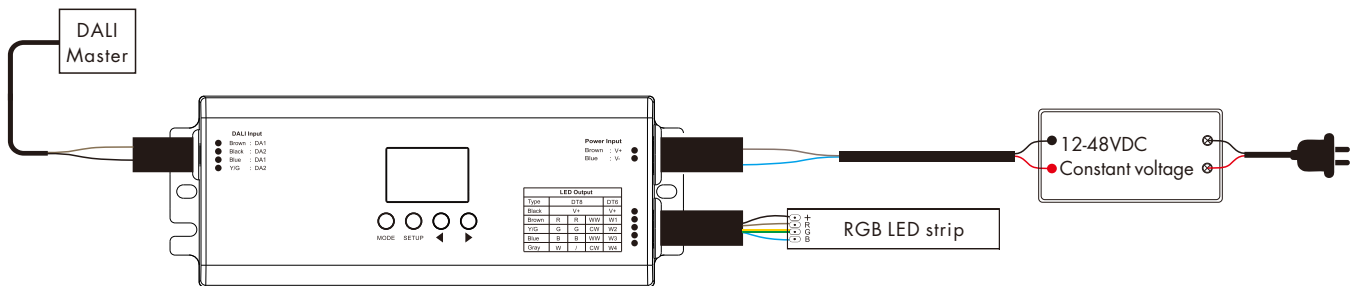 DALI
Master
DALI Input
Brown : DA1
Black : DA2
Blue : DA1
Y/G : DA2
MODE SETUP
Power Input
Brown : V+
Blue : V-
LED Output
Type DT8 DT6
Black V+ V+
Brown R R WW W1
Y/G G G CW W2
Blue B B WW W3
Gray W / CW W4
12-48VDC
Constant voltage
+
R
G
B
RGB LED strip